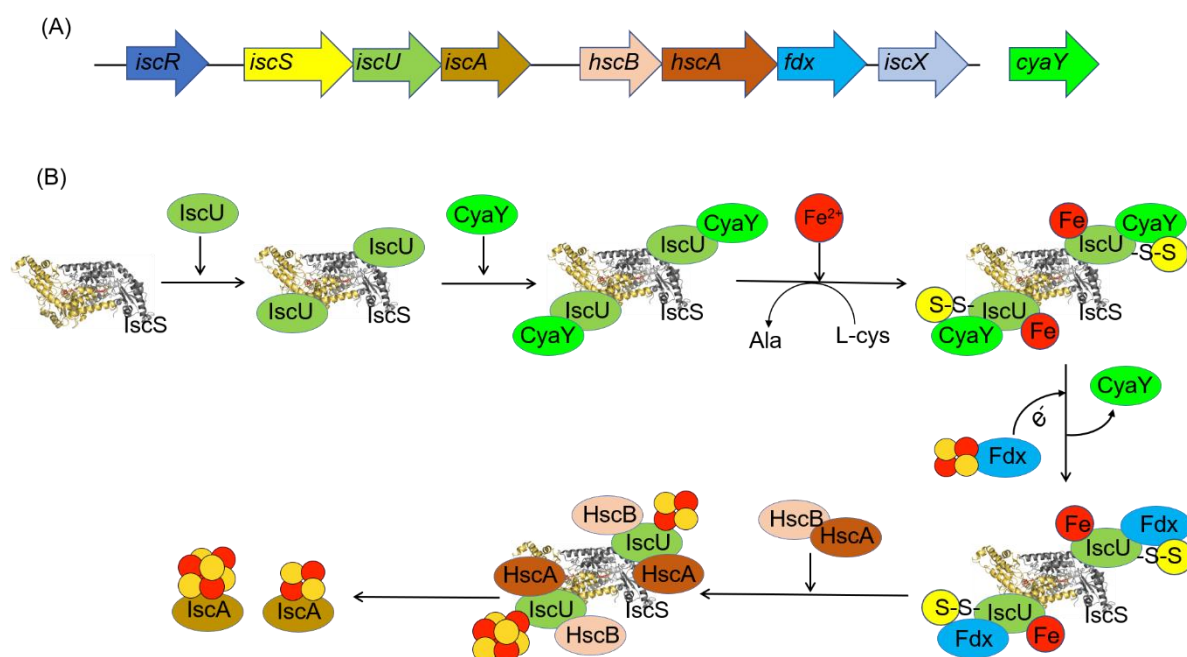 (A)
iscR iscS iscU iscA hscB hscA fdx iscX cyaY
(B)
IscU CyaY Fe²⁺
IscS
IscU
IscU
IscS
IscU CyaY
IscU
CyaY
IscS
Ala L-cys
Fe IscU CyaY
-S-S
S-S- IscU
CyaY Fe
IscS
CyaY
e⁻
Fdx
HscB
HscA
Fe IscU Fdx
-S-S
S-S- IscU
Fdx Fe
IscS
HscB
IscU
HscA HscA
IscU IscS
HscB
IscA IscA